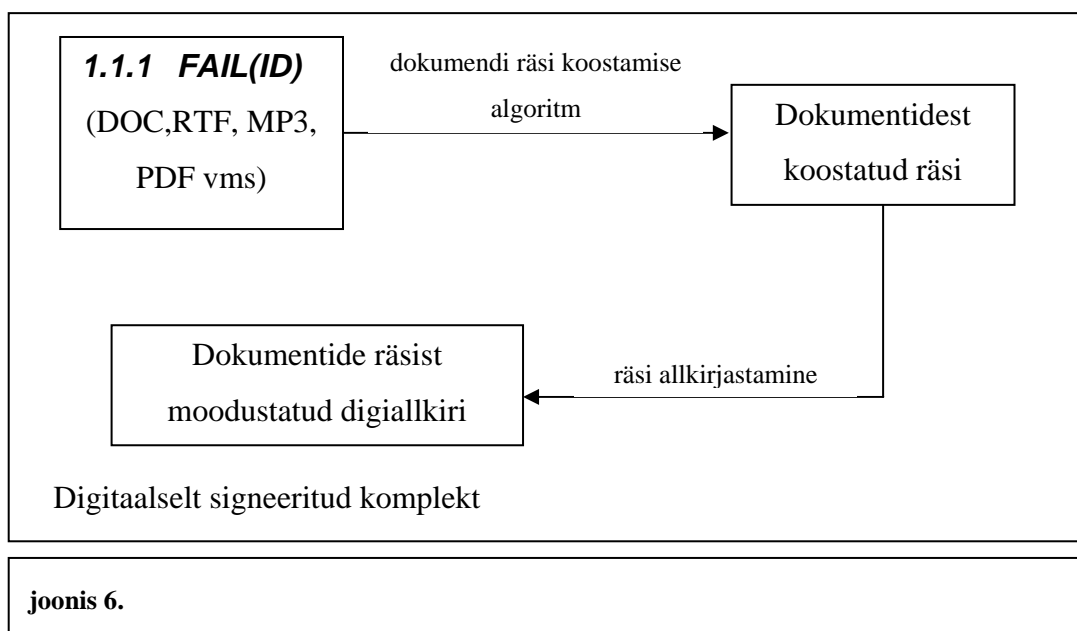 1.1.1 FAIL(ID)
(DOC,RTF, MP3,
PDF vms)
dokumendi räsi koostamise
algoritm
Dokumentidest
koostatud räsi
räsi allkirjastamine
Dokumentide räsist
moodustatud digiallkiri
Digitaalselt signeeritud komplekt
joonis 6.